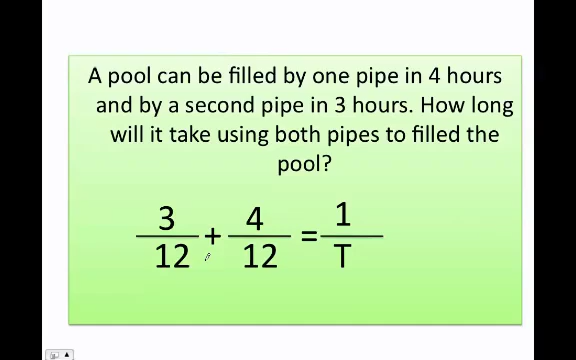 A pool can be filled by one pipe in 4 hours
and by a second pipe in 3 hours. How long
will it take using both pipes to filled the
pool?
3/12 + 4/12 = 1/T